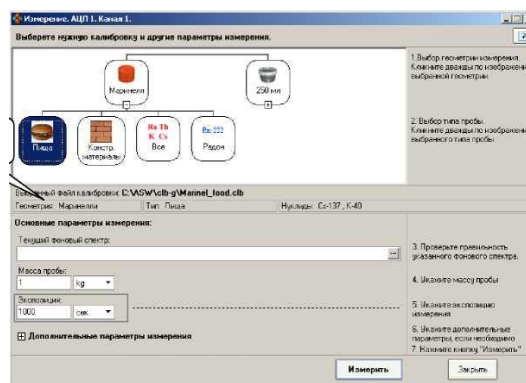 Измерение. АЦП 1. Канал 1.
Выберете нужную калибровку и другие параметры измерения.
Маринелли
250 мл
Пища
Констр. материалы
Ra Th
K Cs
Все
Rn 222
Радон
1.Выбор геометрии измерения.
Кликните дважды по изображени
выбранной геометрии
2. Выбор типа пробы.
Кликните дважды по изображени
выбранного типа пробы.
Выбранный файл калибровки: C:\ASW\clb-g\Marinel_food.clb
Геометрия: Маринелли
Тип: Пища
Нуклиды: Cs-137 , K-40
Основные параметры измерения:
Текущий фоновый спектр:
...
Масса пробы:
1 kg
Экспозиция:
1000 сек
Дополнительные параметры измерения
3. Проверьте правильность
указанного фонового спектра.
4. Укажите массу пробы
5. Укажите экспозицию
измерения
6. Укажите дополнительные
параметры, если необходимо
7. Нажмите кнопку "Измерить"
Измерить
Закрыть